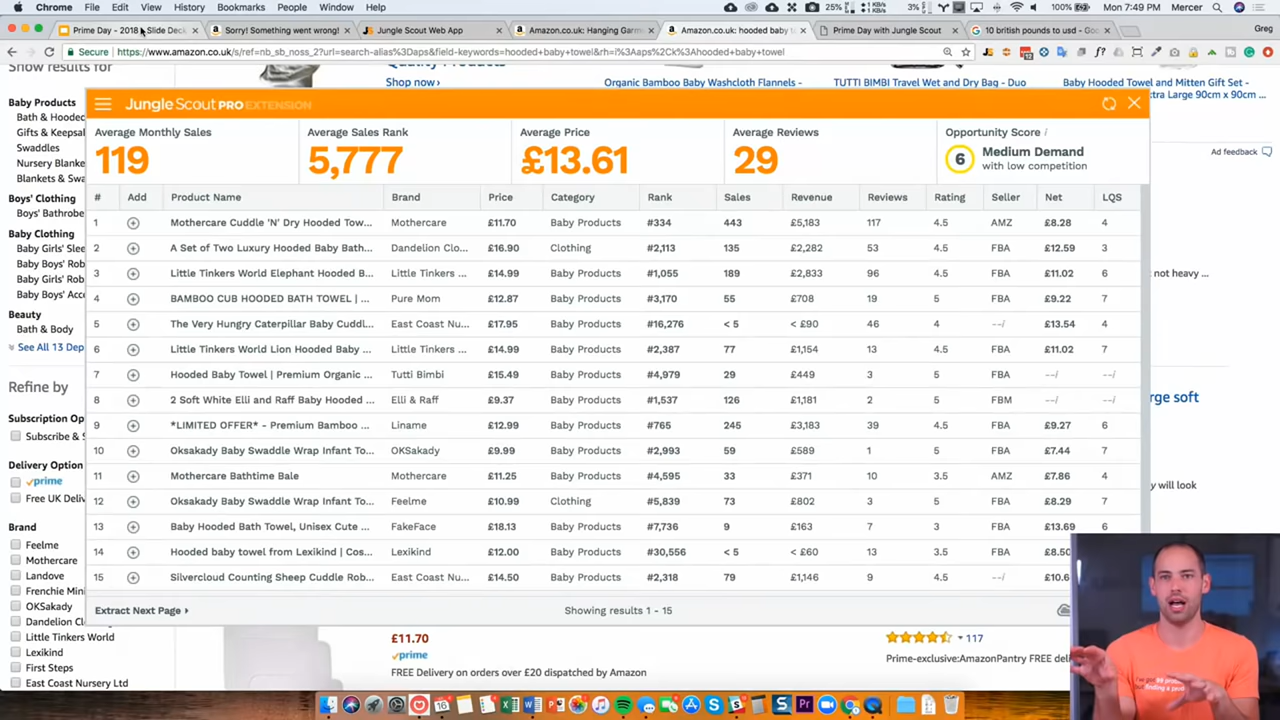 Chrome File Edit View History Bookmarks People Window Help 25% 3% 100% Mon 7:49 PM Mercer
Prime Day - 2018 Slide Dec
Sorry! Something went wrong!
Jungle Scout Web App
Amazon.co.uk: Hanging Garme
Amazon.co.uk: hooded baby t
Prime Day with Jungle Scout
10 british pounds to usd - Goo
Greg
Secure https://www.amazon.co.uk/s/ref=nb_sb_noss_2?url=search-alias%3Daps&field-keywords=hooded+baby+towel&rh=i%3Aaps%2Ck%3Ahooded+baby+towel
Show results for
Shop now ›
Organic Bamboo Baby Washcloth Flannels -
TUTTI BIMBI Travel Wet and Dry Bag - Duo
Baby Hooded Towel and Mitten Gift Set -
xtra Large 90cm x 90cm ...
Ad feedback
Baby Products
Bath & Hooded
Gifts & Keepsa
Swaddles
Nursery Blanke
Blankets & Swa
Boys' Clothing
Boys' Bathrobe
Baby Clothing
Baby Girls' Slee
Baby Boys' Rob
Baby Girls' Rob
Baby Boys' Acc
Beauty
Bath & Body
See All 13 Dep
Refine by
Subscription Op
Subscribe & S
Delivery Option
prime
Free UK Deliv
Brand
Feelme
Mothercare
Landove
Frenchie Mini
OKSakady
Dandelion Clo
Little Tinkers World
Lexikind
First Steps
East Coast Nursery Ltd
Jungle Scout PRO EXTENSION
Average Monthly Sales
119
Average Sales Rank
5,777
Average Price
£13.61
Average Reviews
29
Opportunity Score i
6 Medium Demand
with low competition
# Add Product Name Brand Price Category Rank Sales Revenue Reviews Rating Seller Net LQS
1 Mothercare Cuddle 'N' Dry Hooded Tow... Mothercare £11.70 Baby Products #334 443 £5,183 117 4.5 AMZ £8.28 4
2 A Set of Two Luxury Hooded Baby Bath... Dandelion Clo... £16.90 Clothing #2,113 135 £2,282 53 4.5 FBA £12.59 3
3 Little Tinkers World Elephant Hooded B... Little Tinkers ... £14.99 Baby Products #1,055 189 £2,833 96 4.5 FBA £11.02 6
4 BAMBOO CUB HOODED BATH TOWEL | ... Pure Mom £12.87 Baby Products #3,170 55 £708 19 5 FBA £9.22 7
5 The Very Hungry Caterpillar Baby Cuddl... East Coast Nu... £17.95 Baby Products #16,276 < 5 < £90 46 4 --i £13.54 4
6 Little Tinkers World Lion Hooded Baby ... Little Tinkers ... £14.99 Baby Products #2,387 77 £1,154 13 4.5 FBA £11.02 6
7 Hooded Baby Towel | Premium Organic ... Tutti Bimbi £15.49 Baby Products #4,979 29 £449 3 5 FBA --i --i
8 2 Soft White Elli and Raff Baby Hooded ... Elli & Raff £9.37 Baby Products #1,537 126 £1,181 2 5 FBM --i --i
9 *LIMITED OFFER* - Premium Bamboo ... Liname £12.99 Baby Products #765 245 £3,183 39 4.5 FBA £9.27 6
10 Oksakady Baby Swaddle Wrap Infant To... OKSakady £9.99 Baby Products #2,993 59 £589 1 5 FBA £7.44 7
11 Mothercare Bathtime Bale Mothercare £11.25 Baby Products #4,595 33 £371 10 3.5 AMZ £7.86 4
12 Oksakady Baby Swaddle Wrap Infant To... Feelme £10.99 Clothing #5,839 73 £802 3 5 FBA £8.29 7
13 Baby Hooded Bath Towel, Unisex Cute ... FakeFace £18.13 Baby Products #7,736 9 £163 7 5 FBA £13.69 6
14 Hooded baby towel from Lexikind | Cos... Lexikind £12.00 Baby Products #30,556 < 5 < £60 13 3.5 FBA £8.50
15 Silvercloud Counting Sheep Cuddle Rob... East Coast Nu... £14.50 Baby Products #2,318 79 £1,146 9 4.5 --i £10.6
Extract Next Page
Showing results 1 - 15
not heavy ...
rge soft
y will look
£11.70
prime
FREE Delivery on orders over £20 dispatched by Amazon
117
Prime-exclusive:AmazonPantry FREE deli